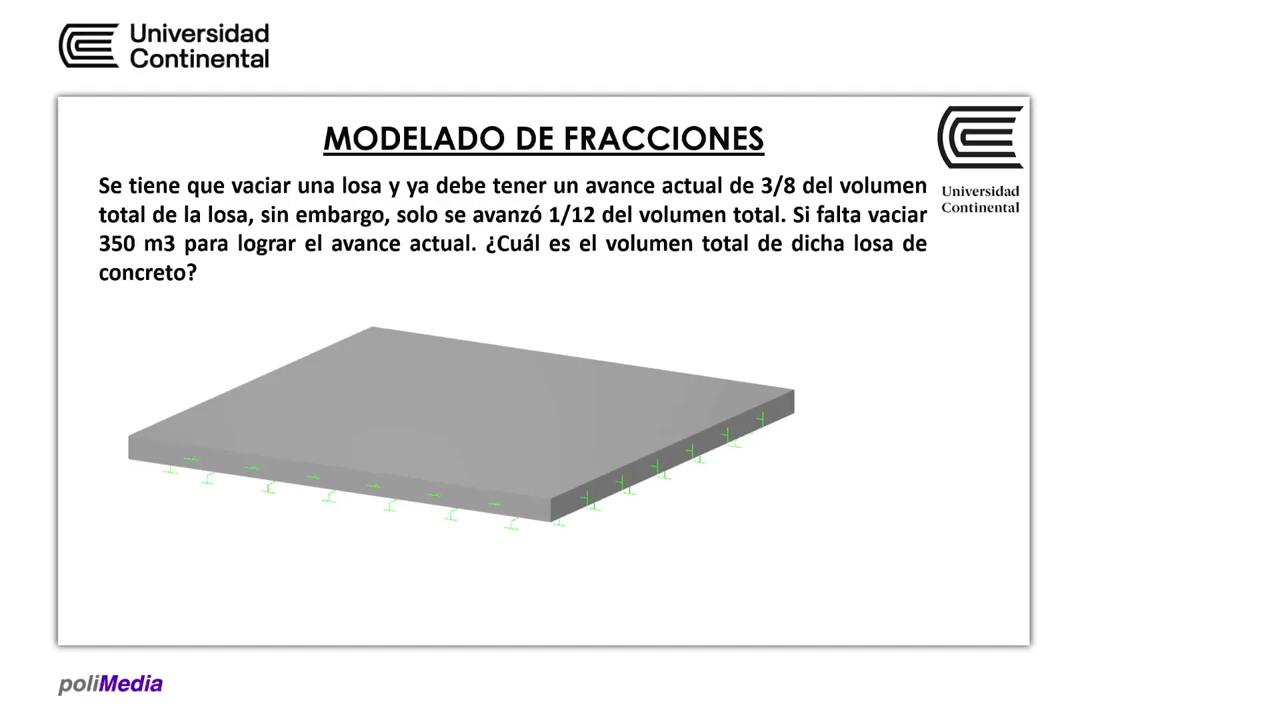 Universidad
Continental
MODELADO DE FRACCIONES
Se tiene que vaciar una losa y ya debe tener un avance actual de 3/8 del volumen
total de la losa, sin embargo, solo se avanzó 1/12 del volumen total. Si falta vaciar
350 m3 para lograr el avance actual. ¿Cuál es el volumen total de dicha losa de
concreto?
Universidad
Continental
poliMedia